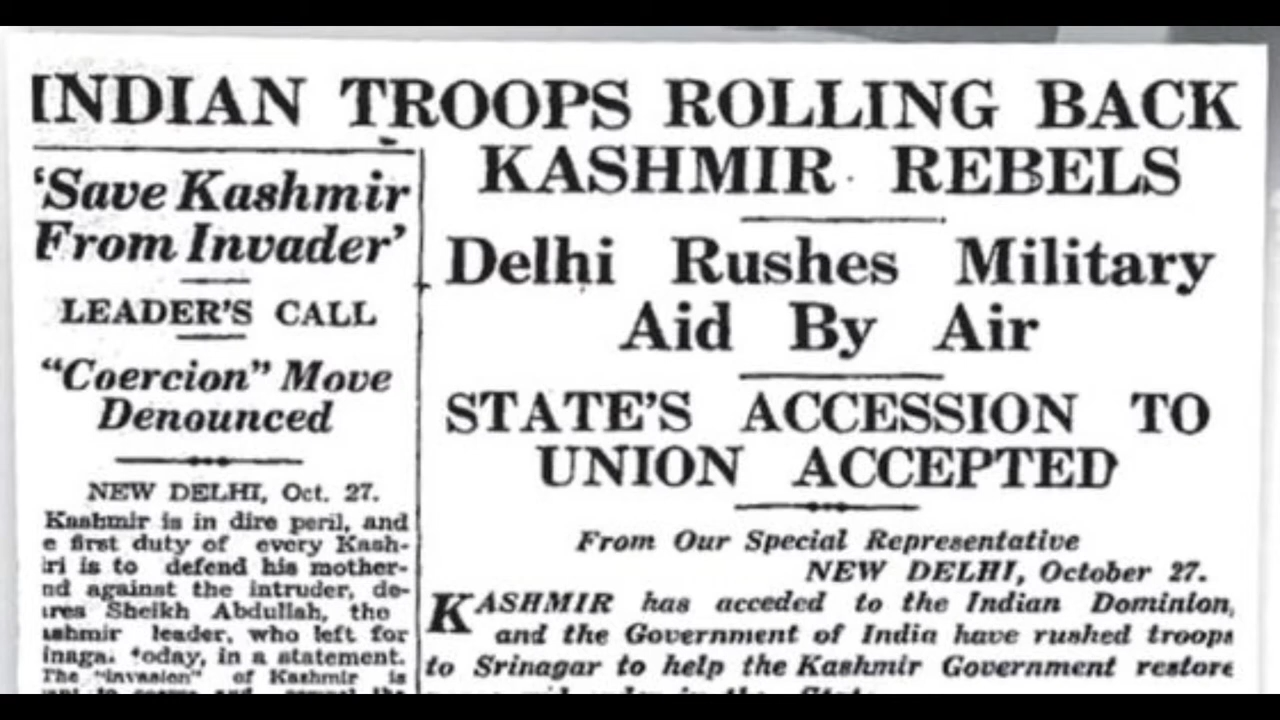 INDIAN TROOPS ROLLING BACK
KASHMIR REBELS
'Save Kashmir
From Invader'
LEADER'S CALL
"Coercion" Move
Denounced
NEW DELHI, Oct. 27.
Kashmir is in dire peril, and
e first duty of every Kash-
iri is to defend his mother-
nd against the intruder, de-
ares Sheikh Abdullah, the
ashmir leader, who left for
inaga. today, in a statement.
The "invasion" of Kashmir is
Delhi Rushes Military
Aid By Air
STATE'S ACCESSION TO
UNION ACCEPTED
From Our Special Representative
NEW DELHI, October 27.
KASHMIR has acceded to the Indian Dominion,
and the Government of India have rushed troops
to Srinagar to help the Kashmir Government restore